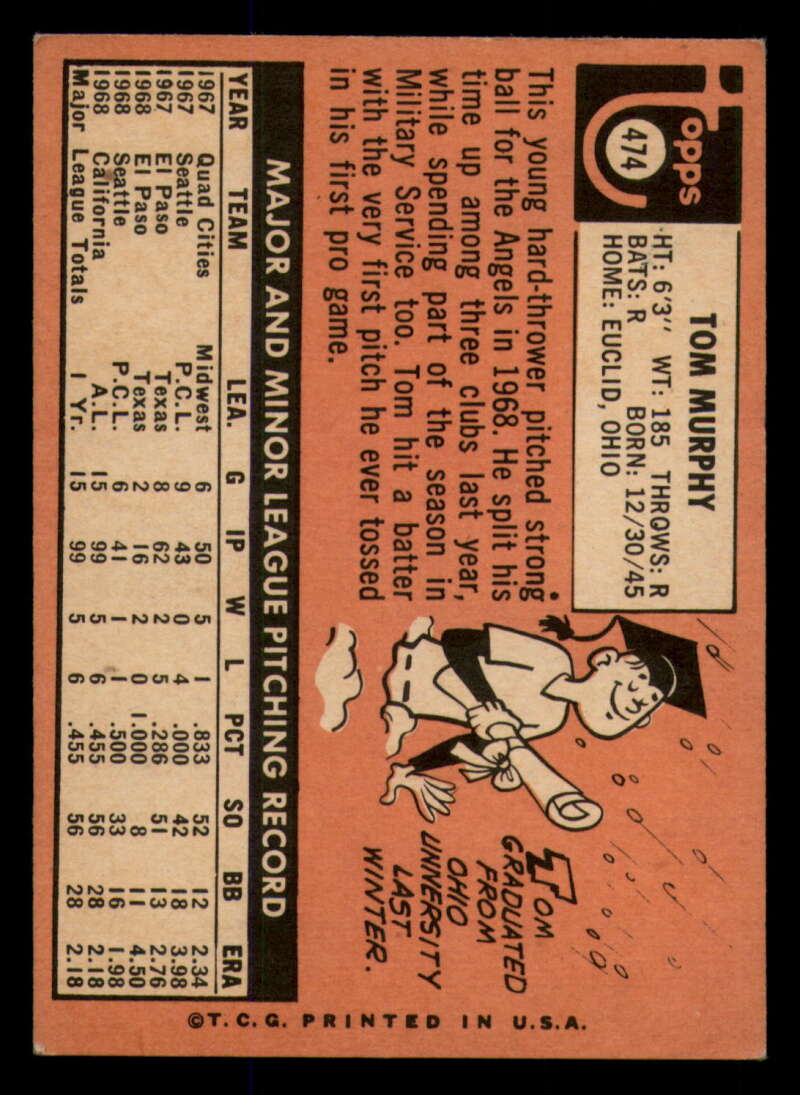 Topps
474
TOM MURPHY
HT: 6'3" WT: 185 THROWS: R
BATS: R BORN: 12/30/45
HOME: EUCLID, OHIO
This young hard-thrower pitched strong
ball for the Angels in 1968. He split his
time up among three clubs last year,
while spending part of the season in
Military Service too. Tom hit a batter
with the very first pitch he ever tossed
in his first pro game.
TOM
GRADUATED
FROM
OHIO
UNIVERSITY
LAST
WINTER.
MAJOR AND MINOR LEAGUE PITCHING RECORD
YEAR TEAM LEA. G IP W L PCT SO BB ERA
1967 Quad Cities Midwest 6 50 5 1 .833 52 12 2.34
1967 Seattle P.C.L. 9 43 0 4 .000 42 18 3.98
1967 El Paso Texas 8 62 2 5 .286 51 13 2.76
1968 El Paso Texas 2 16 2 0 1.000 8 11 4.50
1968 Seattle P.C.L. 6 41 1 1 .500 33 16 1.98
1968 California A.L. 15 99 5 6 .455 56 28 2.18
Major League Totals 1 Yr. 15 99 5 6 .455 56 28 2.18
©T.C.G. PRINTED IN U.S.A.